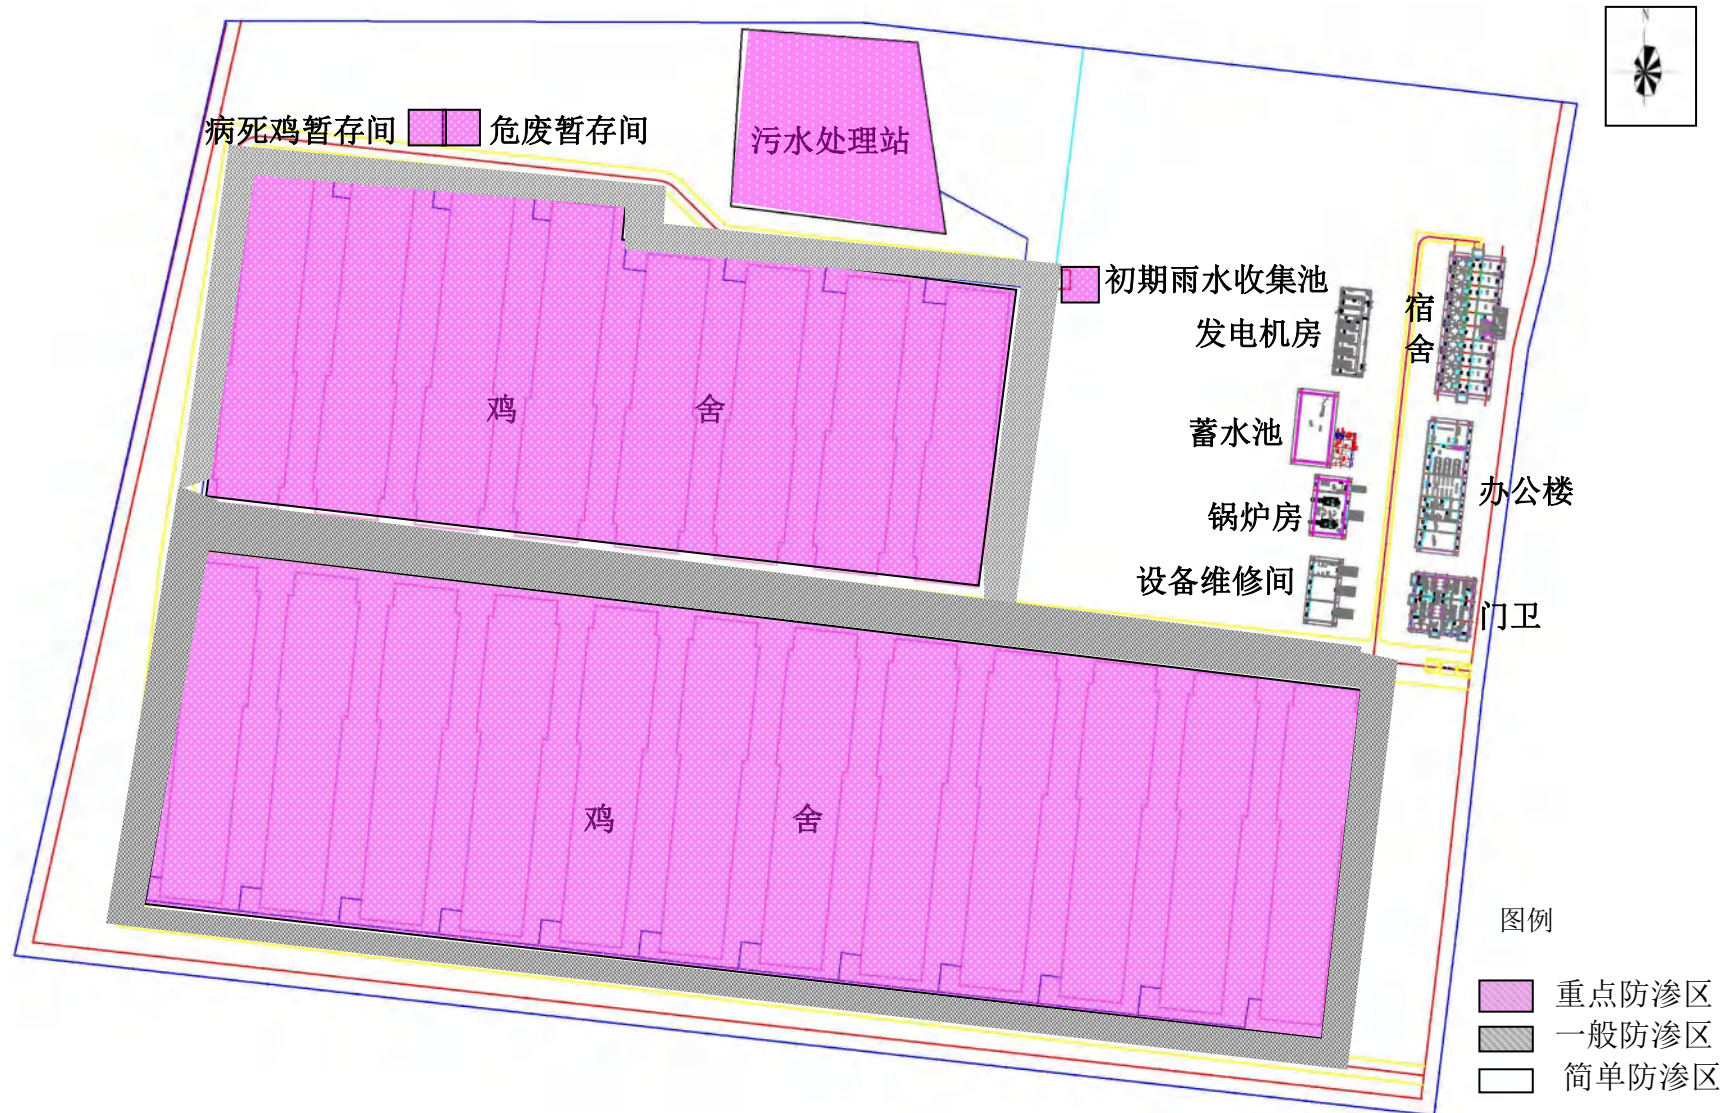 N
病死鸡暂存间
危废暂存间
污水处理站
初期雨水收集池
发电机房
宿
舍
鸡 舍
蓄水池
办公楼
锅炉房
设备维修间
门卫
鸡 舍
图例
重点防渗区
一般防渗区
简单防渗区